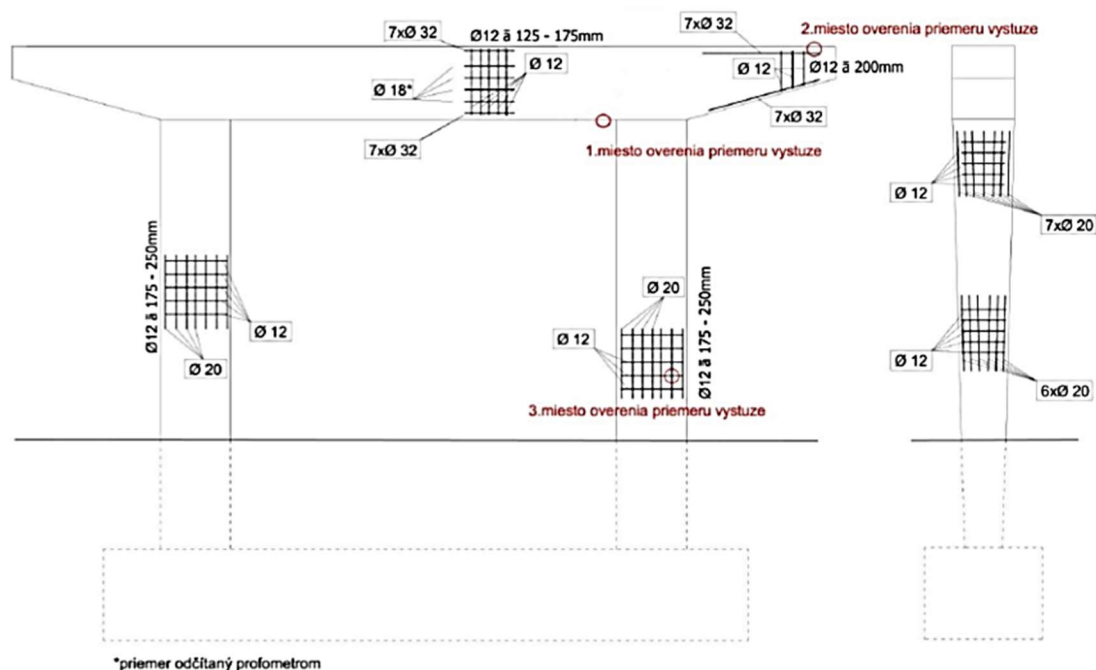 7xØ 32
Ø12 ā 125 - 175mm
Ø 12
Ø 18*
7xØ 32
7xØ 32
2.miesto overenia priemeru vystuze
Ø 12
Ø12 ā 200mm
7xØ 32
1.miesto overenia priemeru vystuze
Ø 12
7xØ 20
Ø12 ā 175 - 250mm
Ø 12
Ø 20
Ø 20
Ø 12
Ø12 ā 175 - 250mm
3.miesto overenia priemeru vystuze
Ø 12
6xØ 20
*priemer odčítaný profometrom